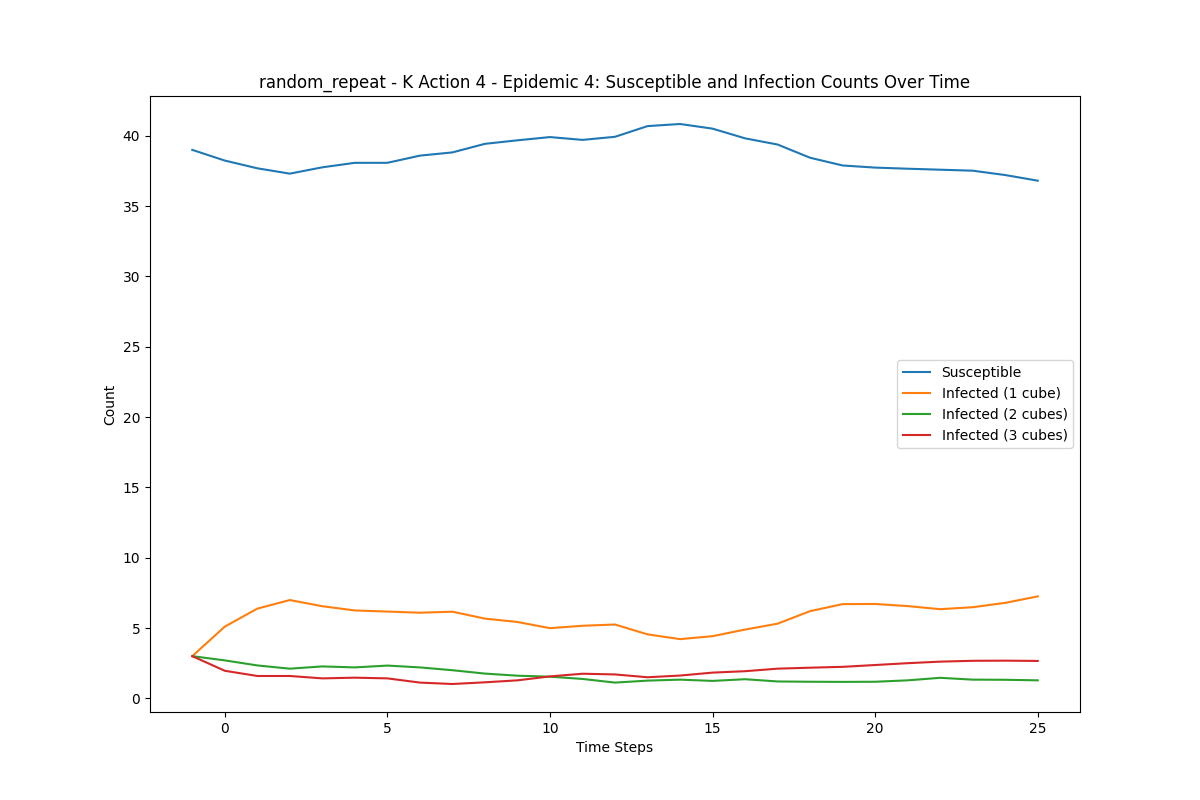 random_repeat - K Action 4 - Epidemic 4: Susceptible and Infection Counts Over Time
Count
40
35
30
25
20
15
10
5
0
Susceptible
Infected (1 cube)
Infected (2 cubes)
Infected (3 cubes)
0 5 10 15 20 25
Time Steps